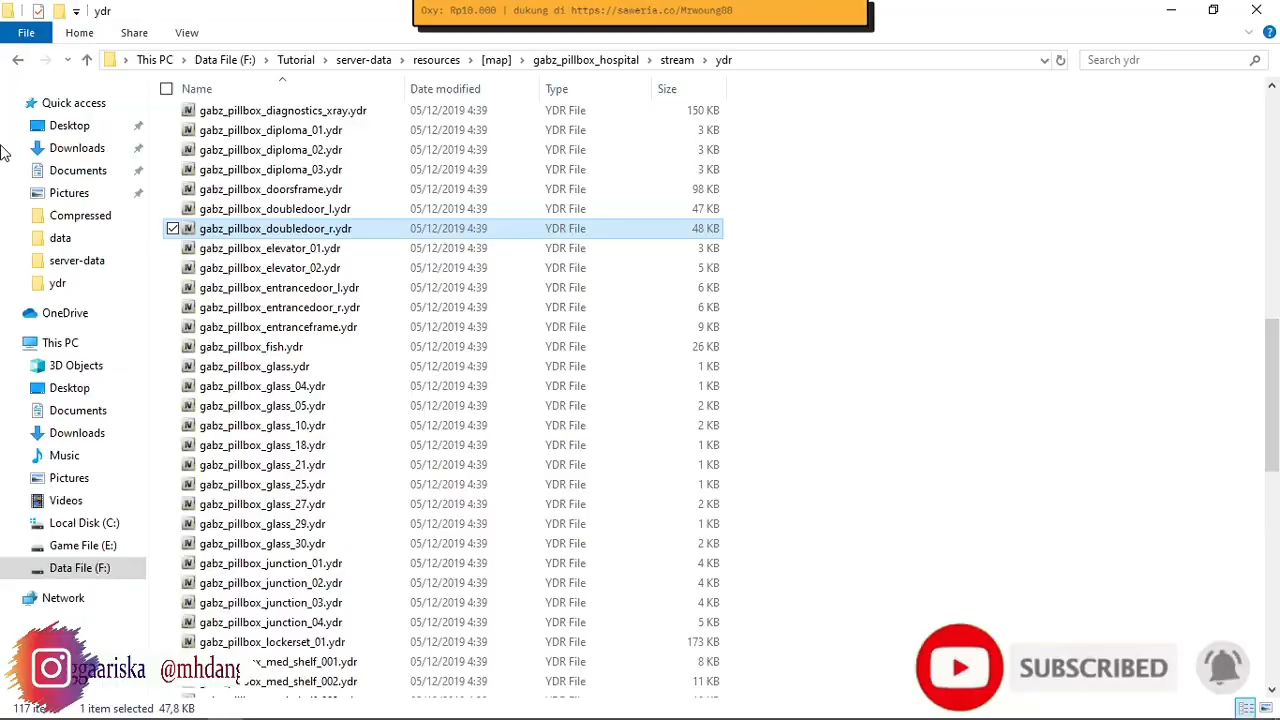 ydr
Oxy: Rp10.000 | dukung di https://saweria.co/Mrwoung88
File Home Share View
This PC Data File (F:) Tutorial server-data resources [map] gabz_pillbox_hospital stream ydr
Search ydr
Name Date modified Type Size
Quick access
Desktop
Downloads
Documents
Pictures
Compressed
data
server-data
ydr
OneDrive
This PC
3D Objects
Desktop
Documents
Downloads
Music
Pictures
Videos
Local Disk (C:)
Game File (E:)
Data File (F:)
Network
gabz_pillbox_diagnostics_xray.ydr 05/12/2019 4:39 YDR File 150 KB
gabz_pillbox_diploma_01.ydr 05/12/2019 4:39 YDR File 3 KB
gabz_pillbox_diploma_02.ydr 05/12/2019 4:39 YDR File 3 KB
gabz_pillbox_diploma_03.ydr 05/12/2019 4:39 YDR File 3 KB
gabz_pillbox_doorsframe.ydr 05/12/2019 4:39 YDR File 98 KB
gabz_pillbox_doubledoor_l.ydr 05/12/2019 4:39 YDR File 47 KB
gabz_pillbox_doubledoor_r.ydr 05/12/2019 4:39 YDR File 48 KB
gabz_pillbox_elevator_01.ydr 05/12/2019 4:39 YDR File 3 KB
gabz_pillbox_elevator_02.ydr 05/12/2019 4:39 YDR File 5 KB
gabz_pillbox_entrancedoor_l.ydr 05/12/2019 4:39 YDR File 6 KB
gabz_pillbox_entrancedoor_r.ydr 05/12/2019 4:39 YDR File 6 KB
gabz_pillbox_entranceframe.ydr 05/12/2019 4:39 YDR File 9 KB
gabz_pillbox_fish.ydr 05/12/2019 4:39 YDR File 26 KB
gabz_pillbox_glass.ydr 05/12/2019 4:39 YDR File 1 KB
gabz_pillbox_glass_04.ydr 05/12/2019 4:39 YDR File 1 KB
gabz_pillbox_glass_05.ydr 05/12/2019 4:39 YDR File 2 KB
gabz_pillbox_glass_10.ydr 05/12/2019 4:39 YDR File 2 KB
gabz_pillbox_glass_18.ydr 05/12/2019 4:39 YDR File 1 KB
gabz_pillbox_glass_21.ydr 05/12/2019 4:39 YDR File 1 KB
gabz_pillbox_glass_25.ydr 05/12/2019 4:39 YDR File 1 KB
gabz_pillbox_glass_27.ydr 05/12/2019 4:39 YDR File 2 KB
gabz_pillbox_glass_29.ydr 05/12/2019 4:39 YDR File 1 KB
gabz_pillbox_glass_30.ydr 05/12/2019 4:39 YDR File 2 KB
gabz_pillbox_junction_01.ydr 05/12/2019 4:39 YDR File 4 KB
gabz_pillbox_junction_02.ydr 05/12/2019 4:39 YDR File 4 KB
gabz_pillbox_junction_03.ydr 05/12/2019 4:39 YDR File 4 KB
gabz_pillbox_junction_04.ydr 05/12/2019 4:39 YDR File 5 KB
gabz_pillbox_lockerset_01.ydr 05/12/2019 4:39 YDR File 173 KB
ox_med_shelf_001.ydr 05/12/2019 4:39 YDR File 8 KB
ox_med_shelf_002.ydr 05/12/2019 4:39 YDR File 11 KB
ggaariska @mhdang
SUBSCRIBED
117 1 item selected 47,8 KB